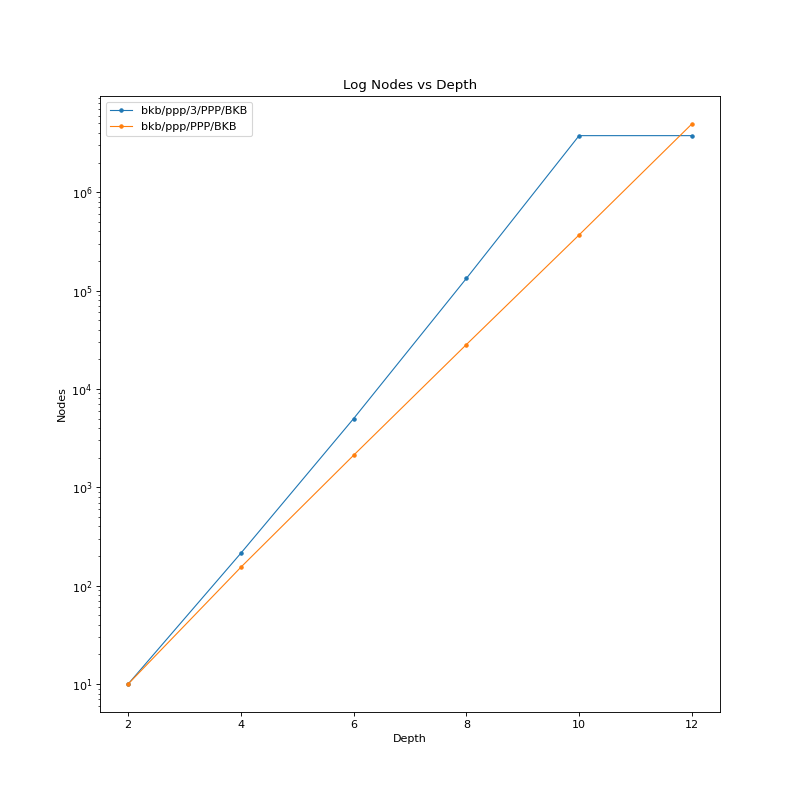 Log Nodes vs Depth
bkb/ppp/3/PPP/BKB
bkb/ppp/PPP/BKB
Nodes
10^6
10^5
10^4
10^3
10^2
10^1
2 4 6 8 10 12
Depth